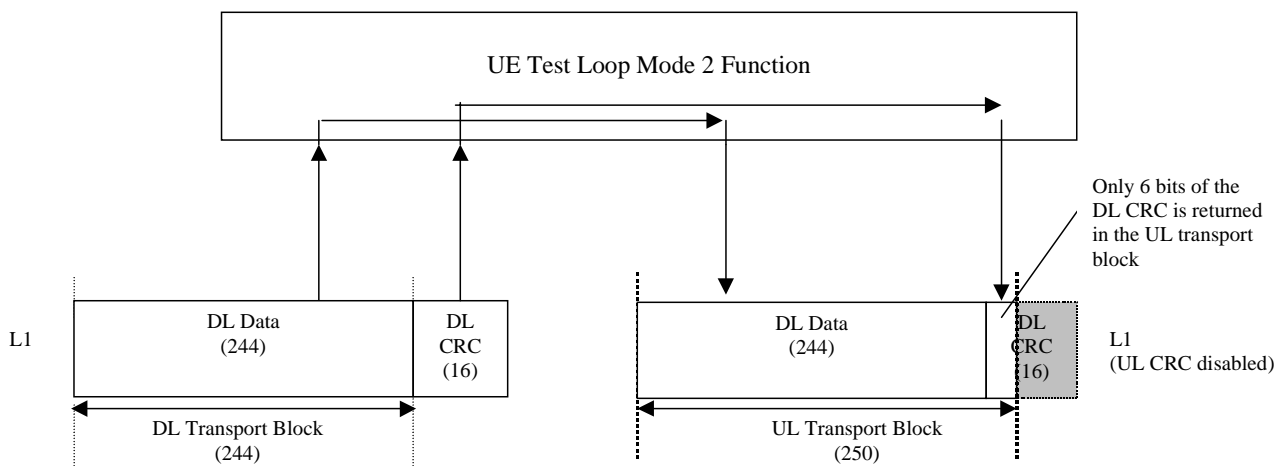 UE Test Loop Mode 2 Function
Only 6 bits of the
DL CRC is returned
in the UL transport
block
L1
DL Data
(244)
DL
CRC
(16)
DL Data
(244)
DL
CRC
(16)
L1
(UL CRC disabled)
DL Transport Block
(244)
UL Transport Block
(250)